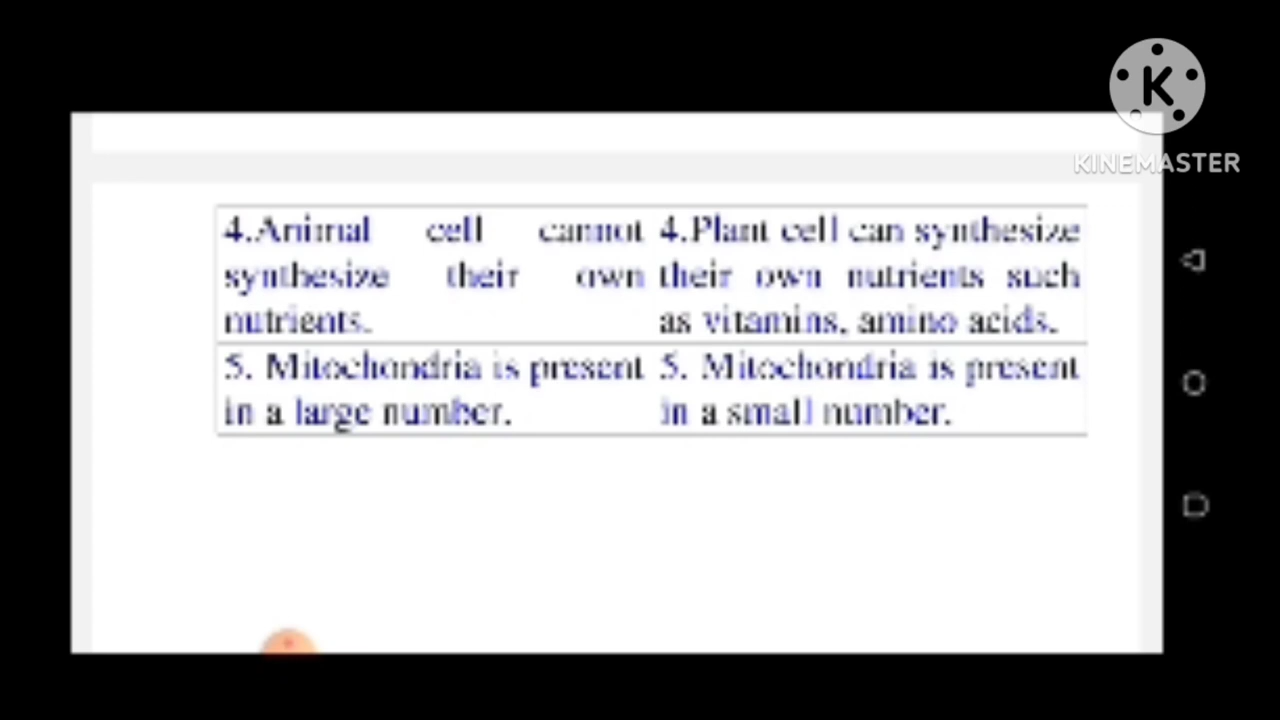 K
KINEMASTER
4.Animal cell cannot
synthesize their own
nutrients.
4.Plant cell can synthesize
their own nutrients such
as vitamins, amino acids.
5. Mitochondria is present
in a large number.
5. Mitochondria is present
in a small number.